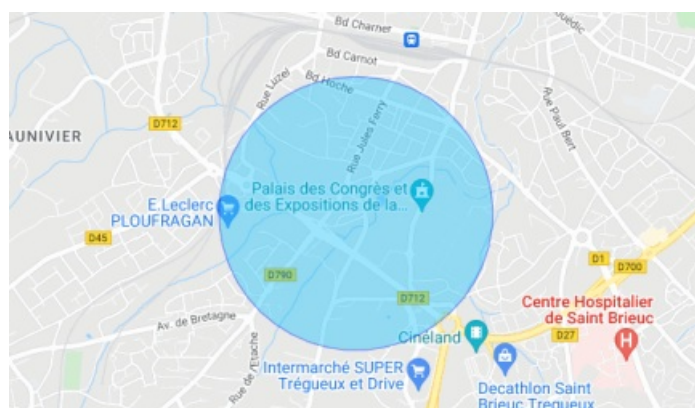 Bd Charner
Bd Carnot
Bd Hoche
Rue Luzel
Rue Jules Ferry
Rue Paul Bert
D712
AUNIVIER
Palais des Congrès et
des Expositions de la...
E.Leclerc
PLOUFRAGAN
D45
D790
D1
D700
D712
Centre Hospitalier
de Saint Brieuc
H
Av. de Bretagne
Cinéland
D27
Intermarché SUPER
Trégueux et Drive
Decathlon Saint
Brieuc Tregueux